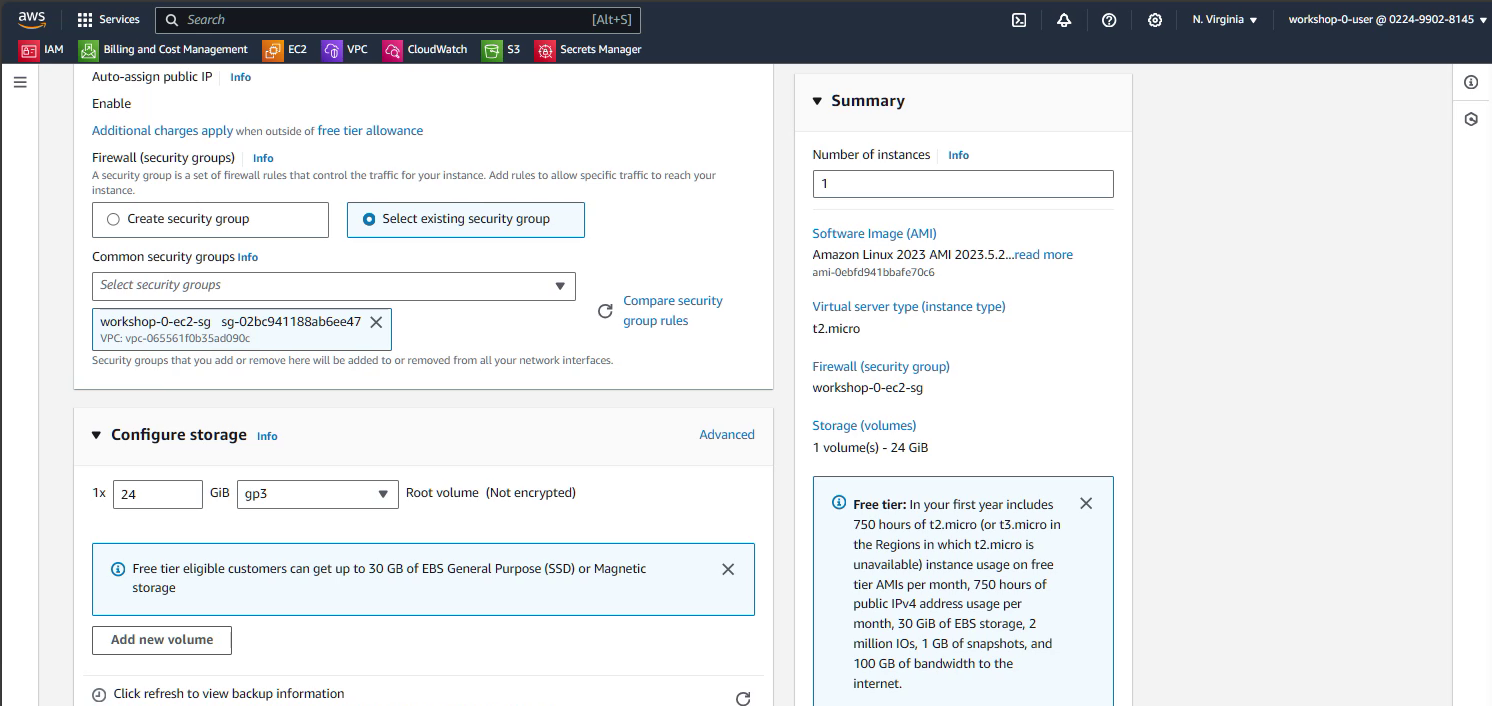 aws Services Search [Alt+S] N. Virginia workshop-0-user @ 0224-9902-8145
IAM Billing and Cost Management EC2 VPC CloudWatch S3 Secrets Manager
Auto-assign public IP Info
Enable
Additional charges apply when outside of free tier allowance
Firewall (security groups) Info
A security group is a set of firewall rules that control the traffic for your instance. Add rules to allow specific traffic to reach your
instance.
Create security group Select existing security group
Common security groups Info
Select security groups
workshop-0-ec2-sg sg-02bc941188ab6ee47
VPC: vpc-065561f0b35ad090c
Compare security
group rules
Security groups that you add or remove here will be added to or removed from all your network interfaces.
Configure storage Info Advanced
1x 24 GiB gp3 Root volume (Not encrypted)
Free tier eligible customers can get up to 30 GB of EBS General Purpose (SSD) or Magnetic
storage
Add new volume
Click refresh to view backup information
Summary
Number of instances Info
1
Software Image (AMI)
Amazon Linux 2023 AMI 2023.5.2...read more
ami-0ebfd941bbafe70c6
Virtual server type (instance type)
t2.micro
Firewall (security group)
workshop-0-ec2-sg
Storage (volumes)
1 volume(s) - 24 GiB
Free tier: In your first year includes
750 hours of t2.micro (or t3.micro in
the Regions in which t2.micro is
unavailable) instance usage on free
tier AMIs per month, 750 hours of
public IPv4 address usage per
month, 30 GiB of EBS storage, 2
million IOs, 1 GB of snapshots, and
100 GB of bandwidth to the
internet.